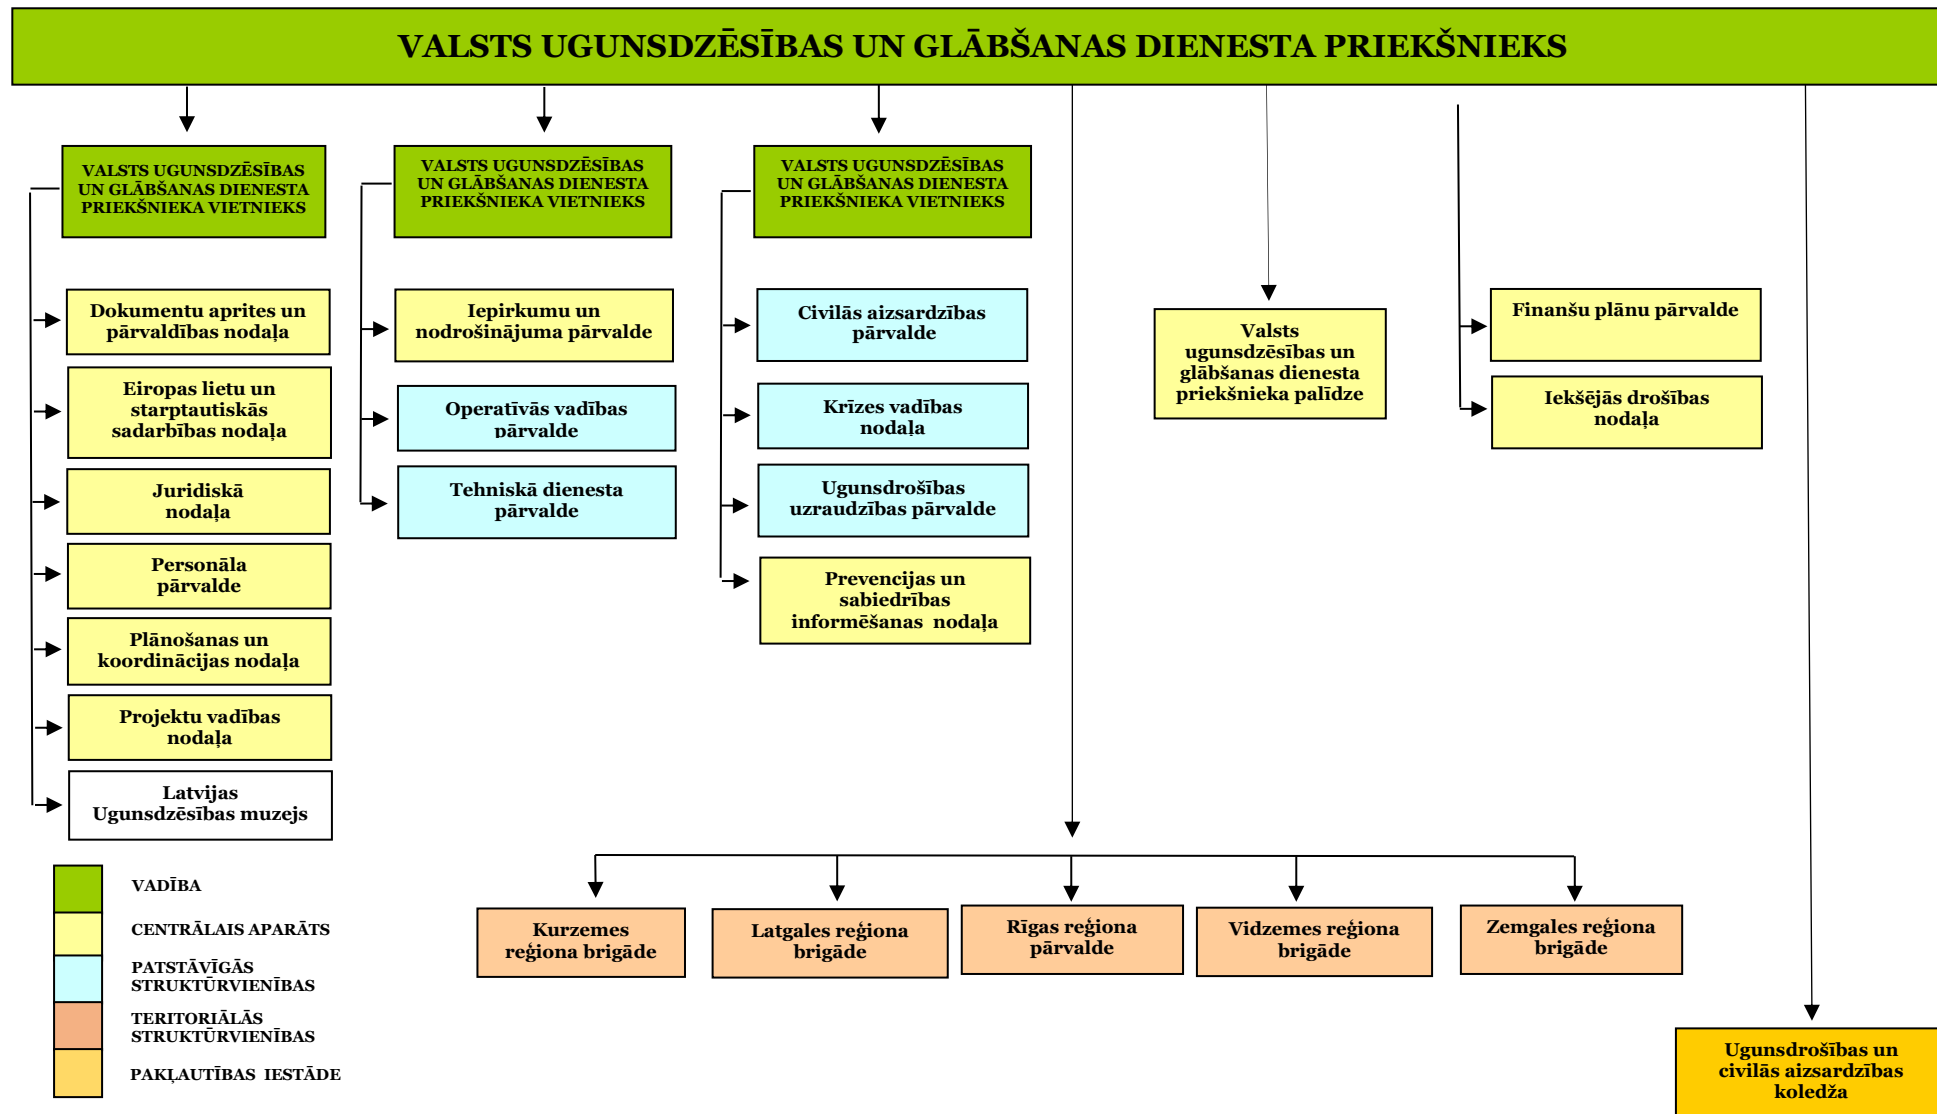 VALSTS UGUNSDZĒSĪBAS UN GLĀBŠANAS DIENESTA PRIEKŠNIEKS
VALSTS UGUNSDZĒSĪBAS
UN GLĀBŠANAS DIENESTA
PRIEKŠNIEKA VIETNIEKS
Dokumentu aprites un
pārvaldības nodaļa
Eiropas lietu un
starptautiskās
sadarbības nodaļa
Juridiskā
nodaļa
Personāla
pārvalde
Plānošanas un
koordinācijas nodaļa
Projektu vadības
nodaļa
Latvijas
Ugunsdzēsības muzejs
VALSTS UGUNSDZĒSĪBAS
UN GLĀBŠANAS DIENESTA
PRIEKŠNIEKA VIETNIEKS
Iepirkumu un
nodrošinājuma pārvalde
Operatīvās vadības
pārvalde
Tehniskā dienesta
pārvalde
VALSTS UGUNSDZĒSĪBAS
UN GLĀBŠANAS DIENESTA
PRIEKŠNIEKA VIETNIEKS
Civilās aizsardzības
pārvalde
Krīzes vadības
nodaļa
Ugunsdrošības
uzraudzības pārvalde
Prevencijas un
sabiedrības
informēšanas nodaļa
Valsts
ugunsdzēsības un
glābšanas dienesta
priekšnieka palīdze
Finanšu plānu pārvalde
Iekšējās drošības
nodaļa
Kurzemes
reģiona brigāde
Latgales reģiona
brigāde
Rīgas reģiona
pārvalde
Vidzemes reģiona
brigāde
Zemgales reģiona
brigāde
Ugunsdrošības un
civilās aizsardzības
koledža
VADĪBA
CENTRĀLAIS APARĀTS
PATSTĀVĪGĀS
STRUKTŪRVIENĪBAS
TERITORIĀLĀS
STRUKTŪRVIENĪBAS
PAKĻAUTĪBAS IESTĀDE